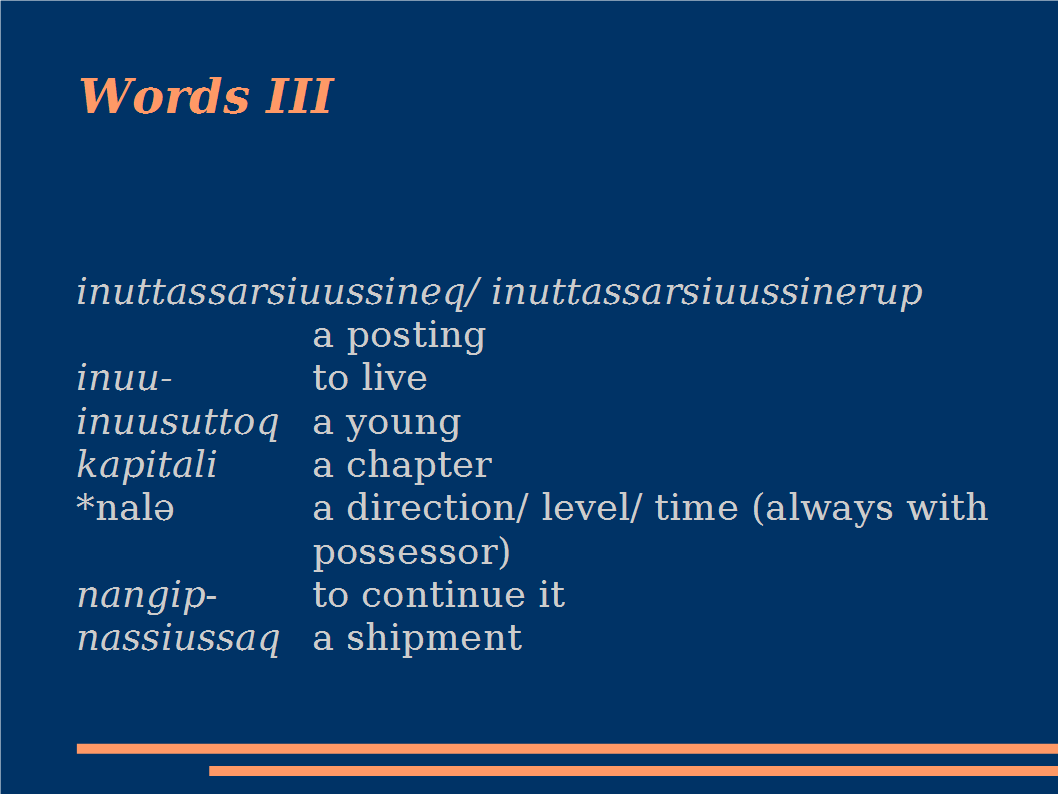 Words III
inuttassarsiuussineq/ inuttassarsiuussinerup
a posting
inuu- to live
inuusuttoq a young
kapitali a chapter
*nalə a direction/ level/ time (always with
possessor)
nangip- to continue it
nassiussaq a shipment